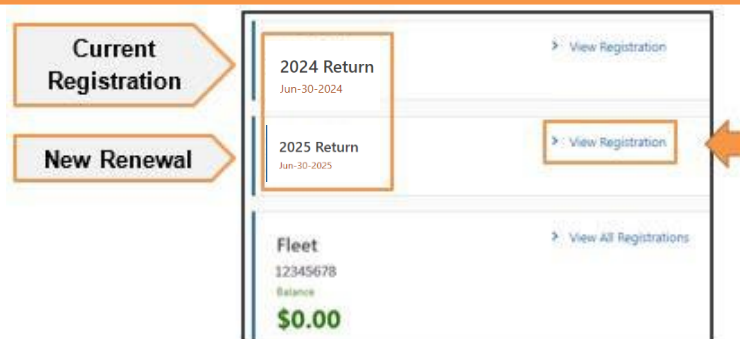 Current
Registration
2024 Return
Jun-30-2024
> View Registration
New Renewal
2025 Return
Jun-30-2025
> View Registration
Fleet
12345678
Balance
$0.00
> View All Registrations